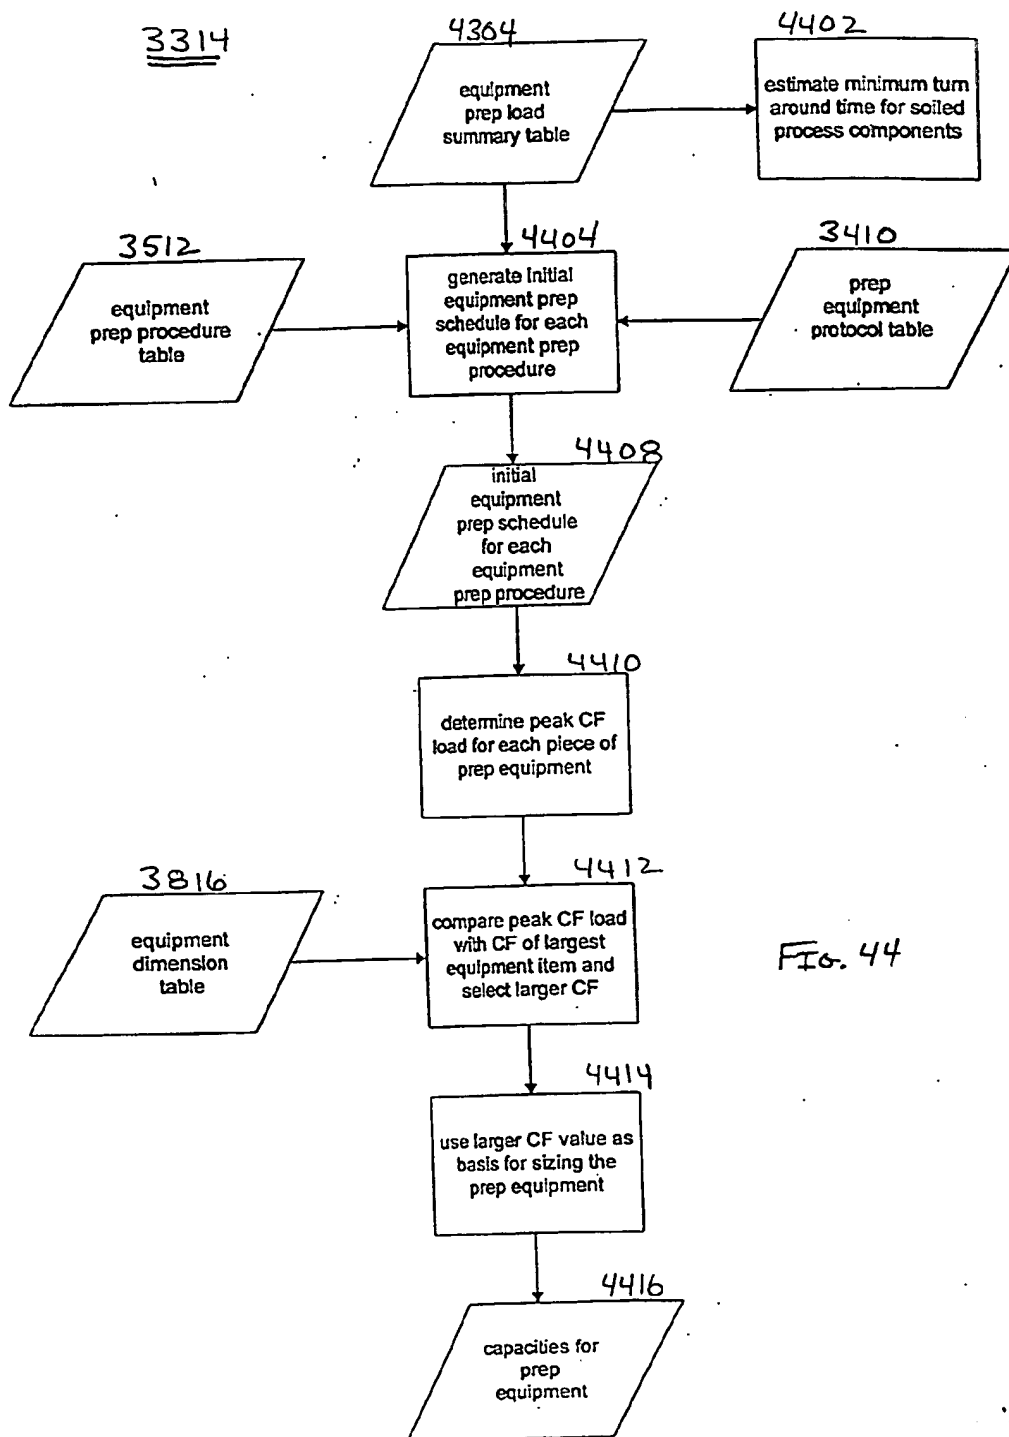 3314
4304
equipment
prep load
summary table
4402
estimate minimum turn
around time for soiled
process components
3512
equipment
prep procedure
table
4404
generate initial
equipment prep
schedule for each
equipment prep
procedure
3410
prep
equipment
protocol table
4408
initial
equipment
prep schedule
for each
equipment
prep procedure
4410
determine peak CF
load for each piece of
prep equipment
3816
equipment
dimension
table
4412
compare peak CF load
with CF of largest
equipment item and
select larger CF
FIG. 44
4414
use larger CF value as
basis for sizing the
prep equipment
4416
capacities for
prep
equipment